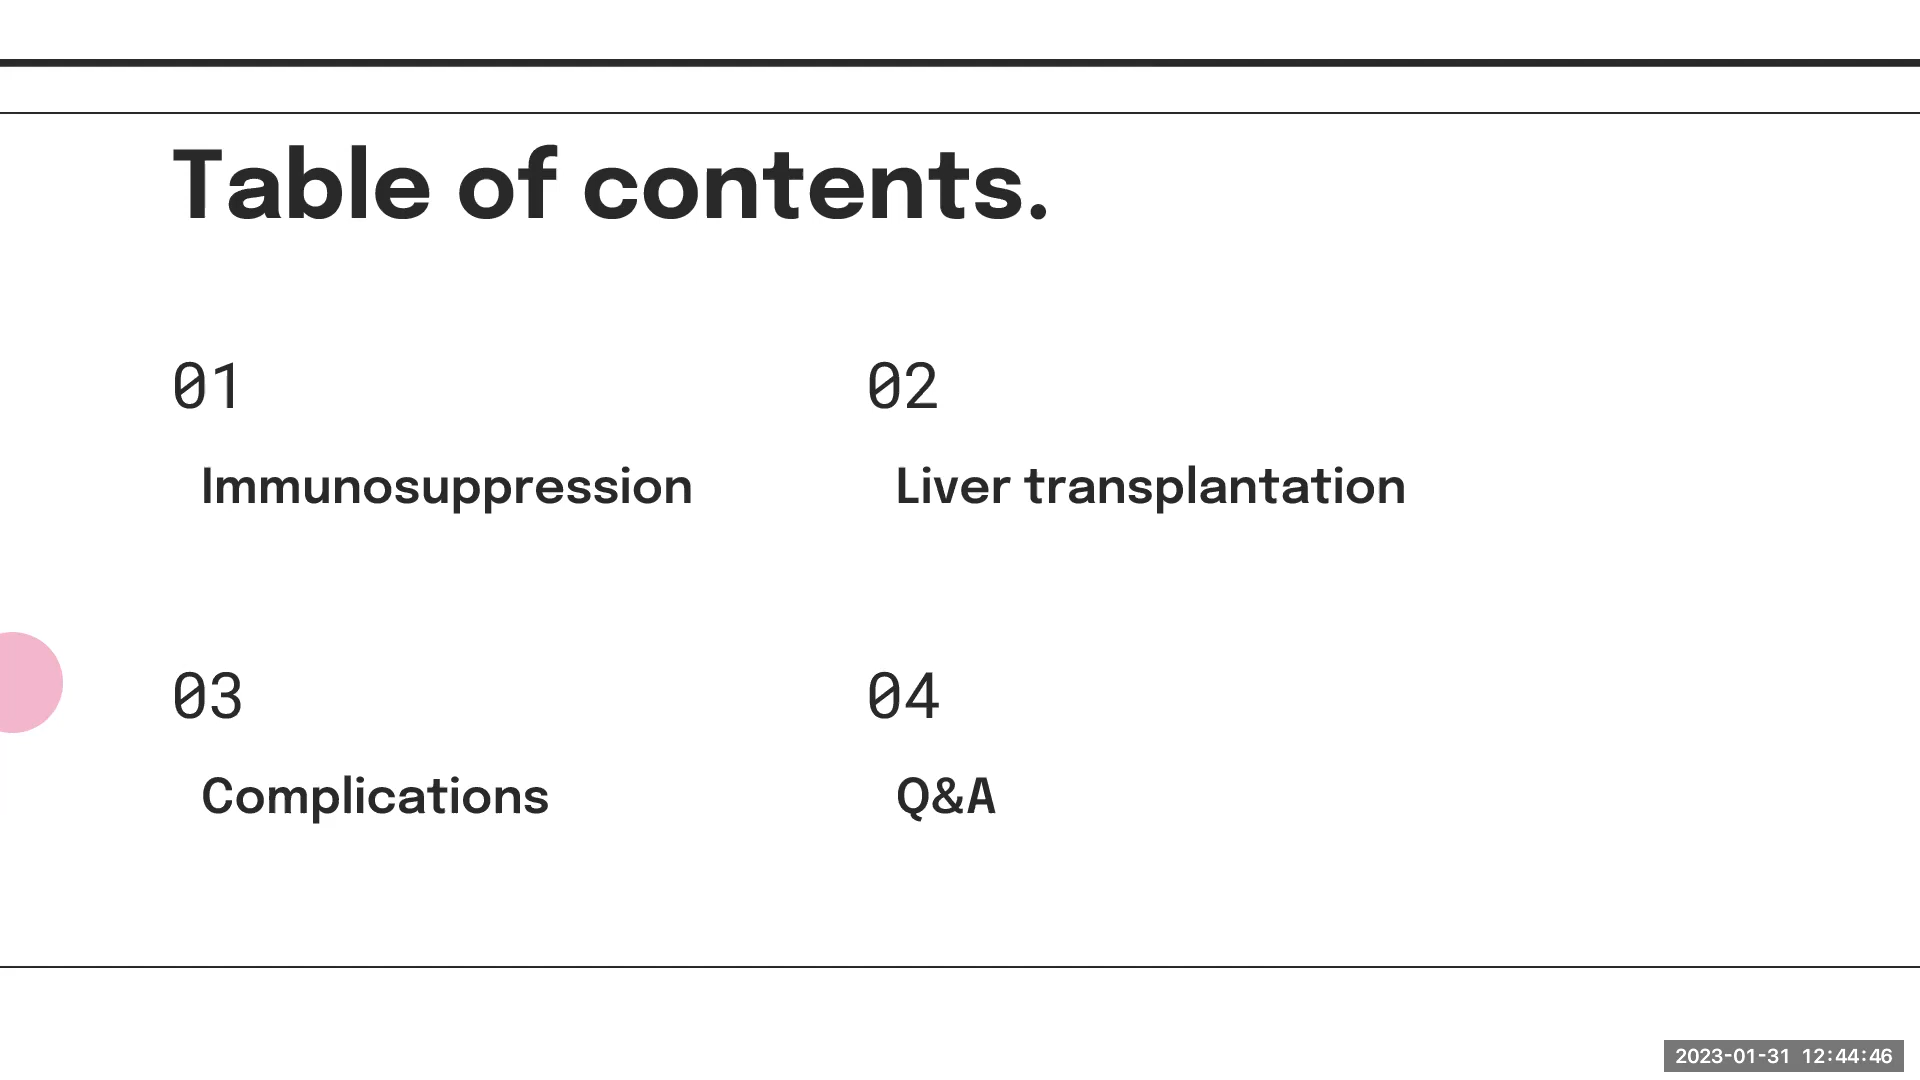 Table of contents.
01
Immunosuppression
02
Liver transplantation
03
Complications
04
Q&A
2023-01-31 12:44:46